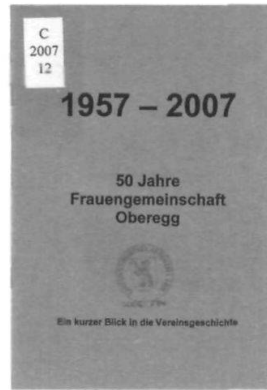 C
2007
12
1957 – 2007
50 Jahre
Frauengemeinschaft
Oberegg
Ein kurzer Blick in die Vereinsgeschichte